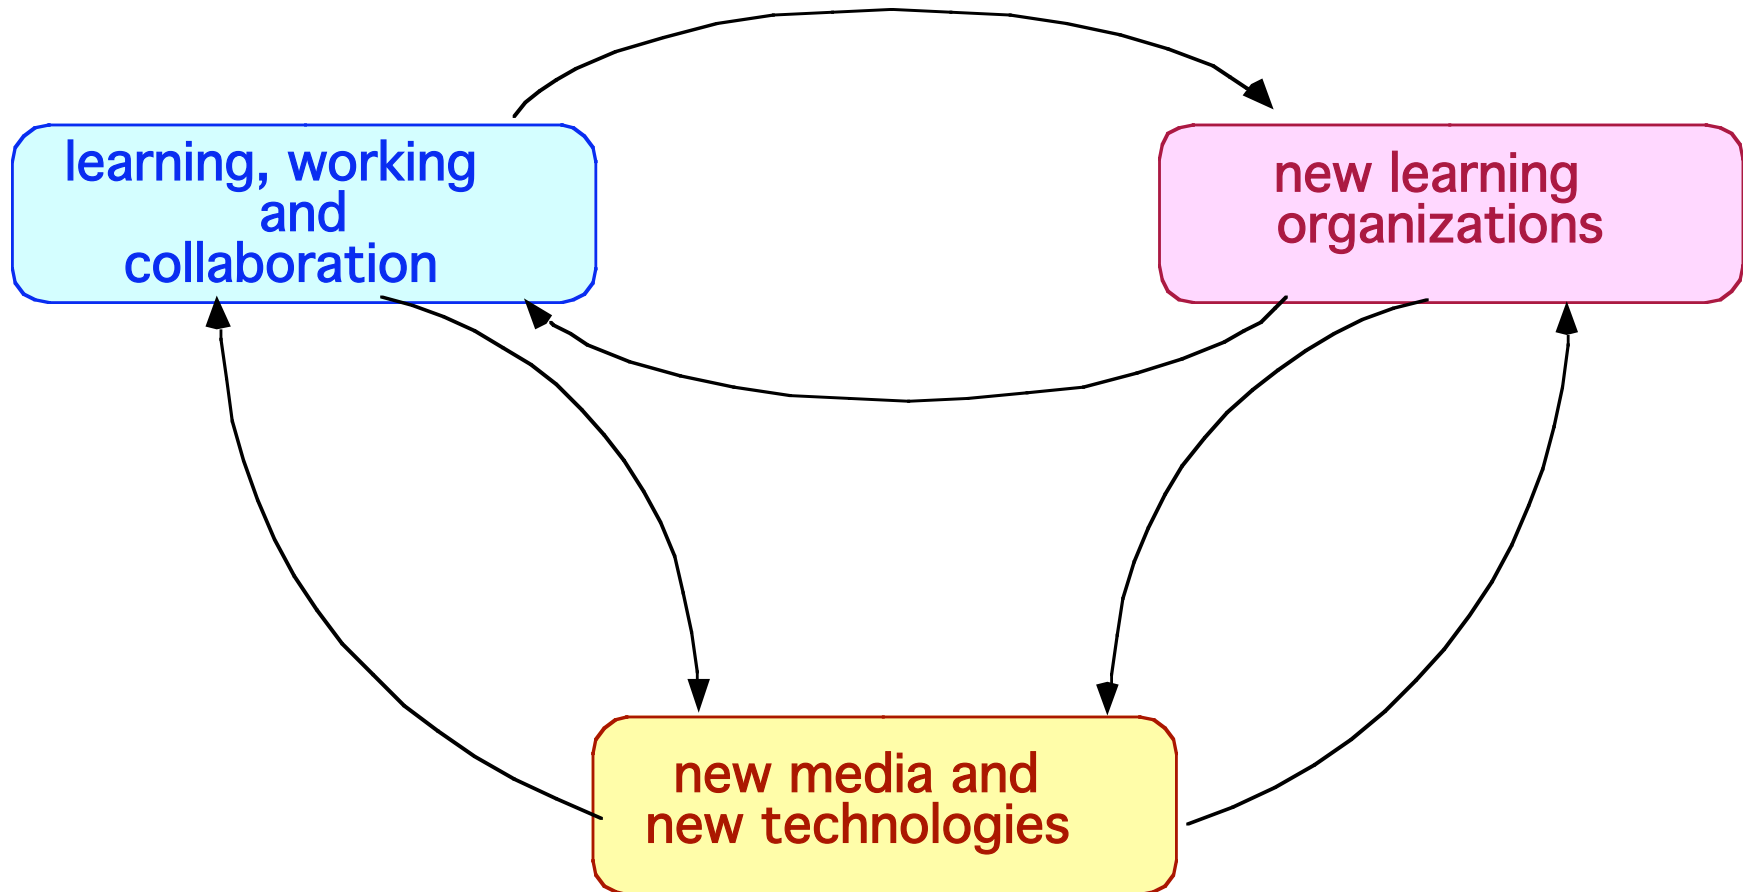 learning, working
and
collaboration
new learning
organizations
new media and
new technologies